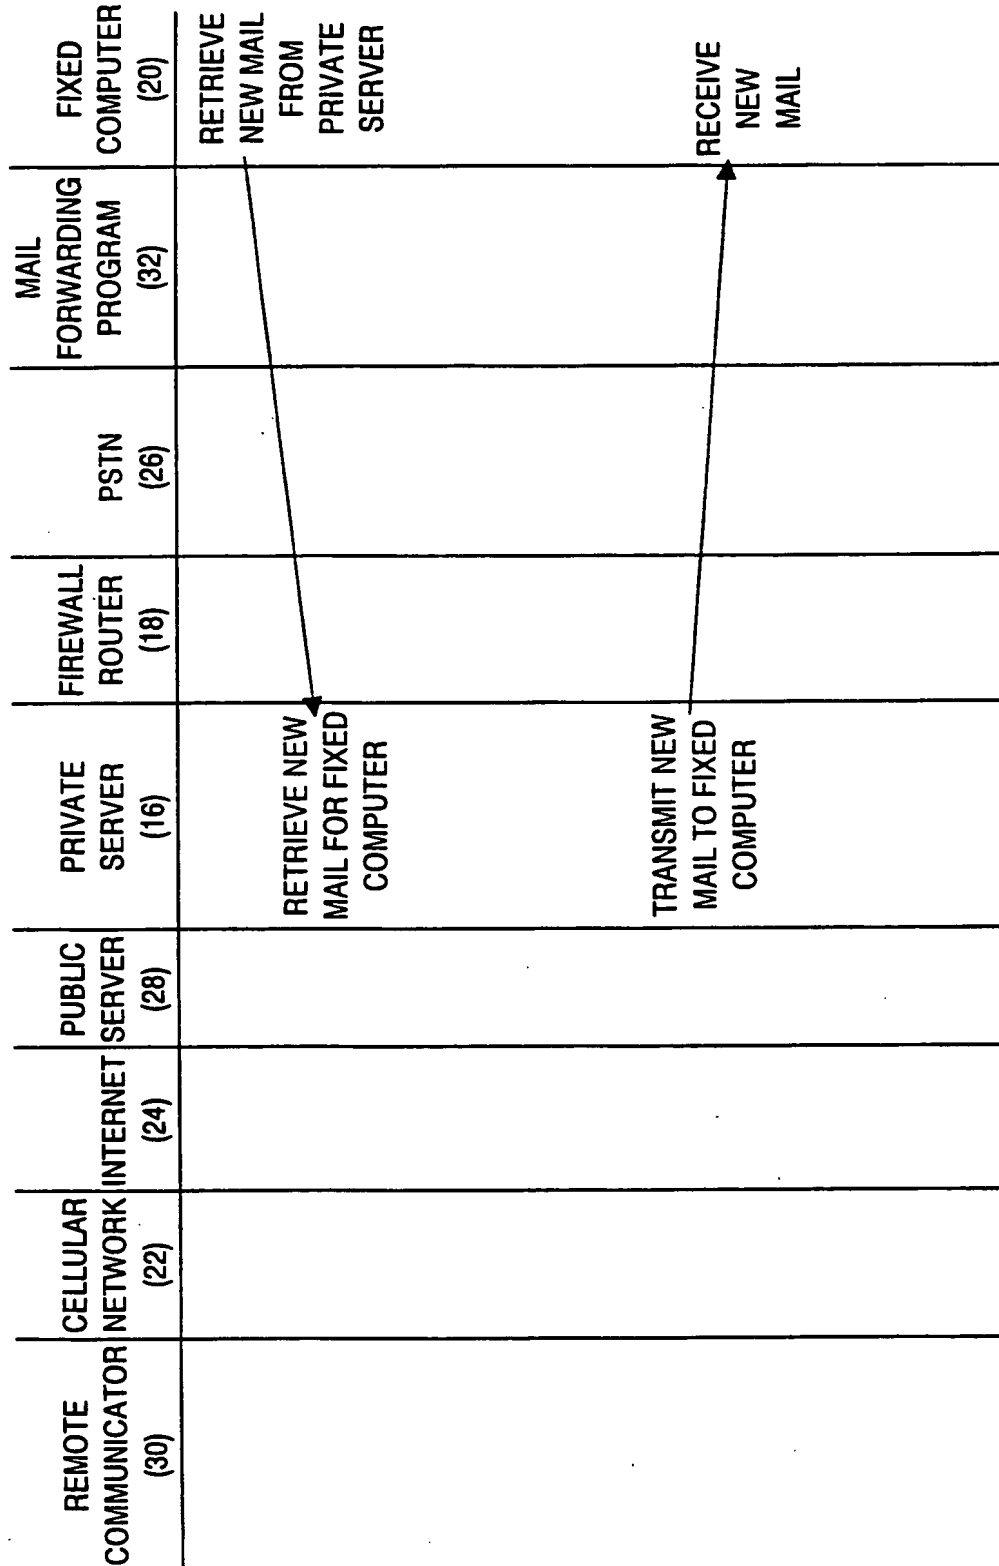 REMOTE
COMMUNICATOR
(30)
CELLULAR
NETWORK
(22)
INTERNET
(24)
PUBLIC
SERVER
(28)
PRIVATE
SERVER
(16)
FIREWALL
ROUTER
(18)
PSTN
(26)
MAIL
FORWARDING
PROGRAM
(32)
FIXED
COMPUTER
(20)
RETRIEVE NEW
MAIL FOR FIXED
COMPUTER
RETRIEVE
NEW MAIL
FROM
PRIVATE
SERVER
TRANSMIT NEW
MAIL TO FIXED
COMPUTER
RECEIVE
NEW
MAIL